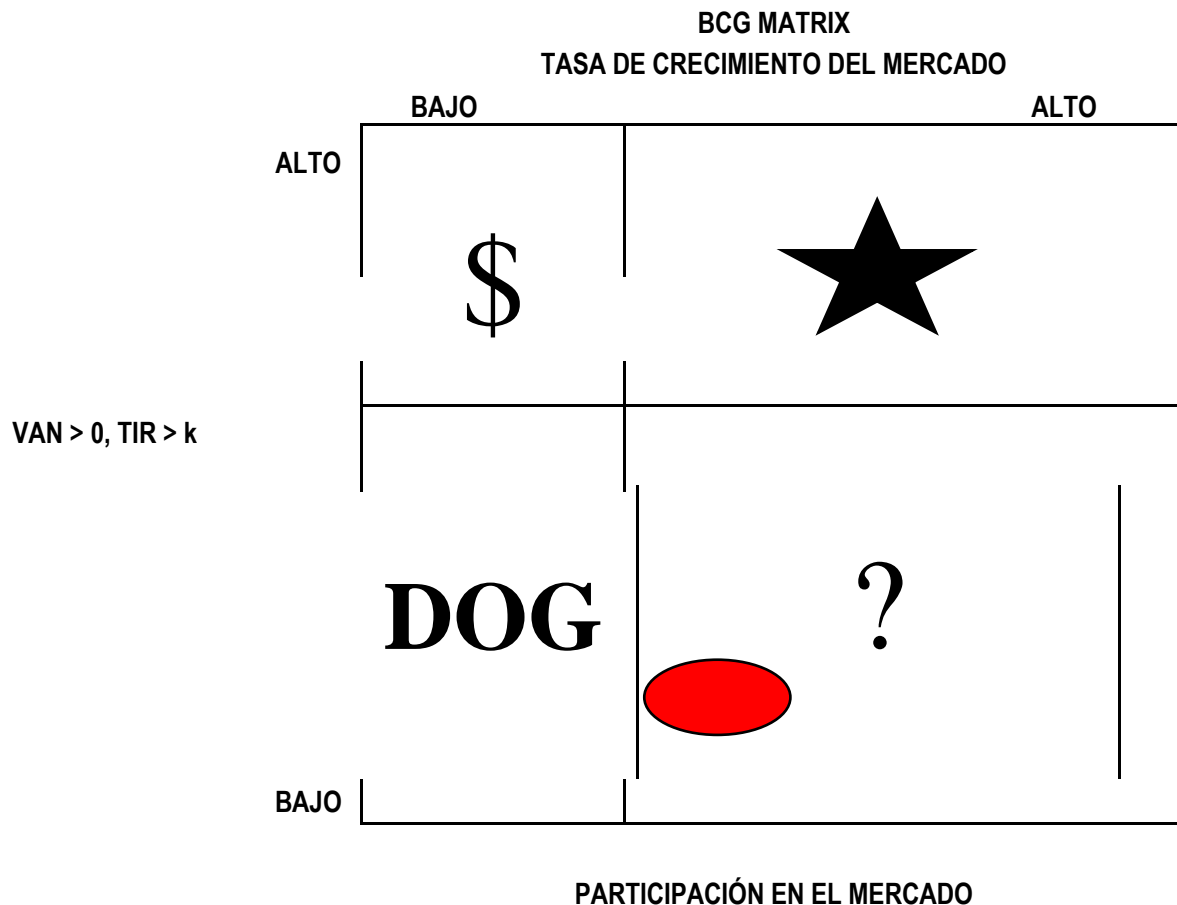 BCG MATRIX
TASA DE CRECIMIENTO DEL MERCADO
BAJO ALTO
ALTO
$
VAN > 0, TIR > k
DOG ?
BAJO
PARTICIPACIÓN EN EL MERCADO